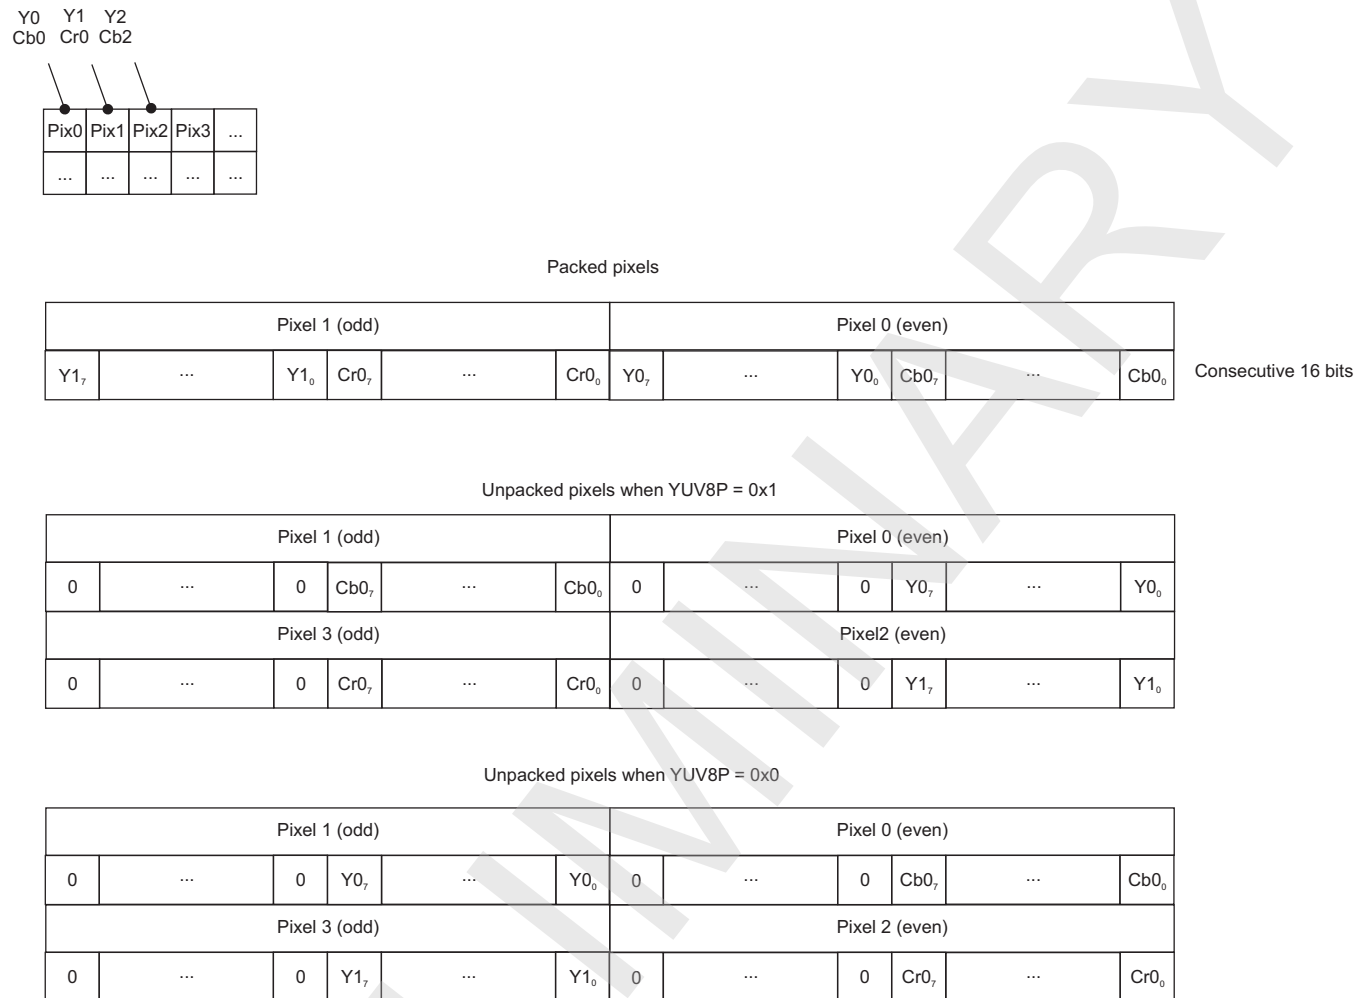 Y0 Y1 Y2
Cb0 Cr0 Cb2
Pix0 Pix1 Pix2 Pix3 ...
... ... ... ... ...
Packed pixels
Pixel 1 (odd) Pixel 0 (even)
Y1₇ ... Y1₀ Cr0₇ ... Cr0₀ Y0₇ ... Y0₀ Cb0₇ ... Cb0₀ Consecutive 16 bits
Unpacked pixels when YUV8P = 0x1
Pixel 1 (odd) Pixel 0 (even)
0 ... 0 Cb0₇ ... Cb0₀ 0 ... 0 Y0₇ ... Y0₀
Pixel 3 (odd) Pixel2 (even)
0 ... 0 Cr0₇ ... Cr0₀ 0 ... 0 Y1₇ ... Y1₀
Unpacked pixels when YUV8P = 0x0
Pixel 1 (odd) Pixel 0 (even)
0 ... 0 Y0₇ ... Y0₀ 0 ... 0 Cb0₇ ... Cb0₀
Pixel 3 (odd) Pixel 2 (even)
0 ... 0 Y1₇ ... Y1₀ 0 ... 0 Cr0₇ ... Cr0₀
IMINARY